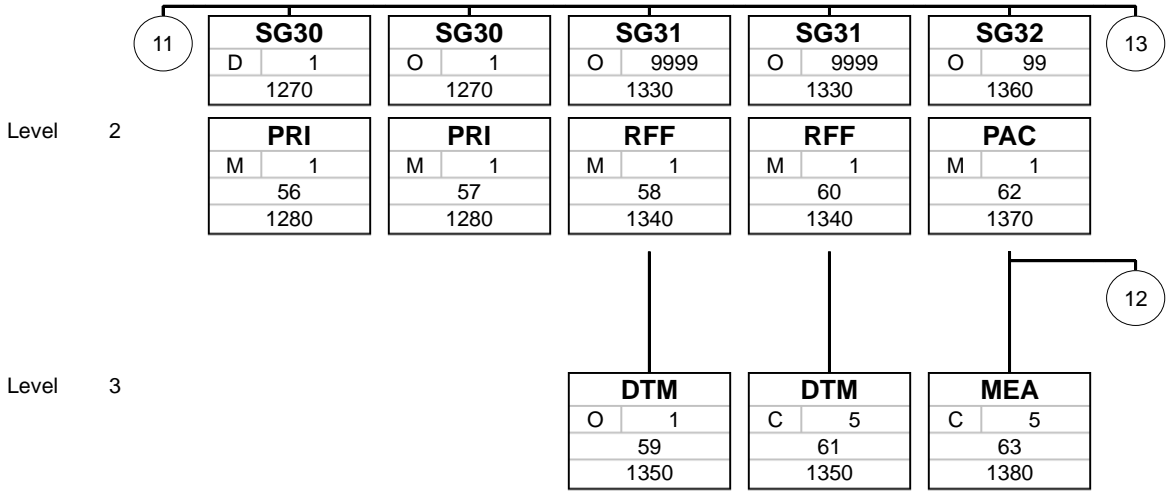 11
SG30 SG30 SG31 SG31 SG32
13
D 1 O 1 O 9999 O 9999 O 99
1270 1270 1330 1330 1360
Level 2
PRI PRI RFF RFF PAC
M 1 M 1 M 1 M 1 M 1
56 57 58 60 62
1280 1280 1340 1340 1370
12
Level 3
DTM DTM MEA
O 1 C 5 C 5
59 61 63
1350 1350 1380